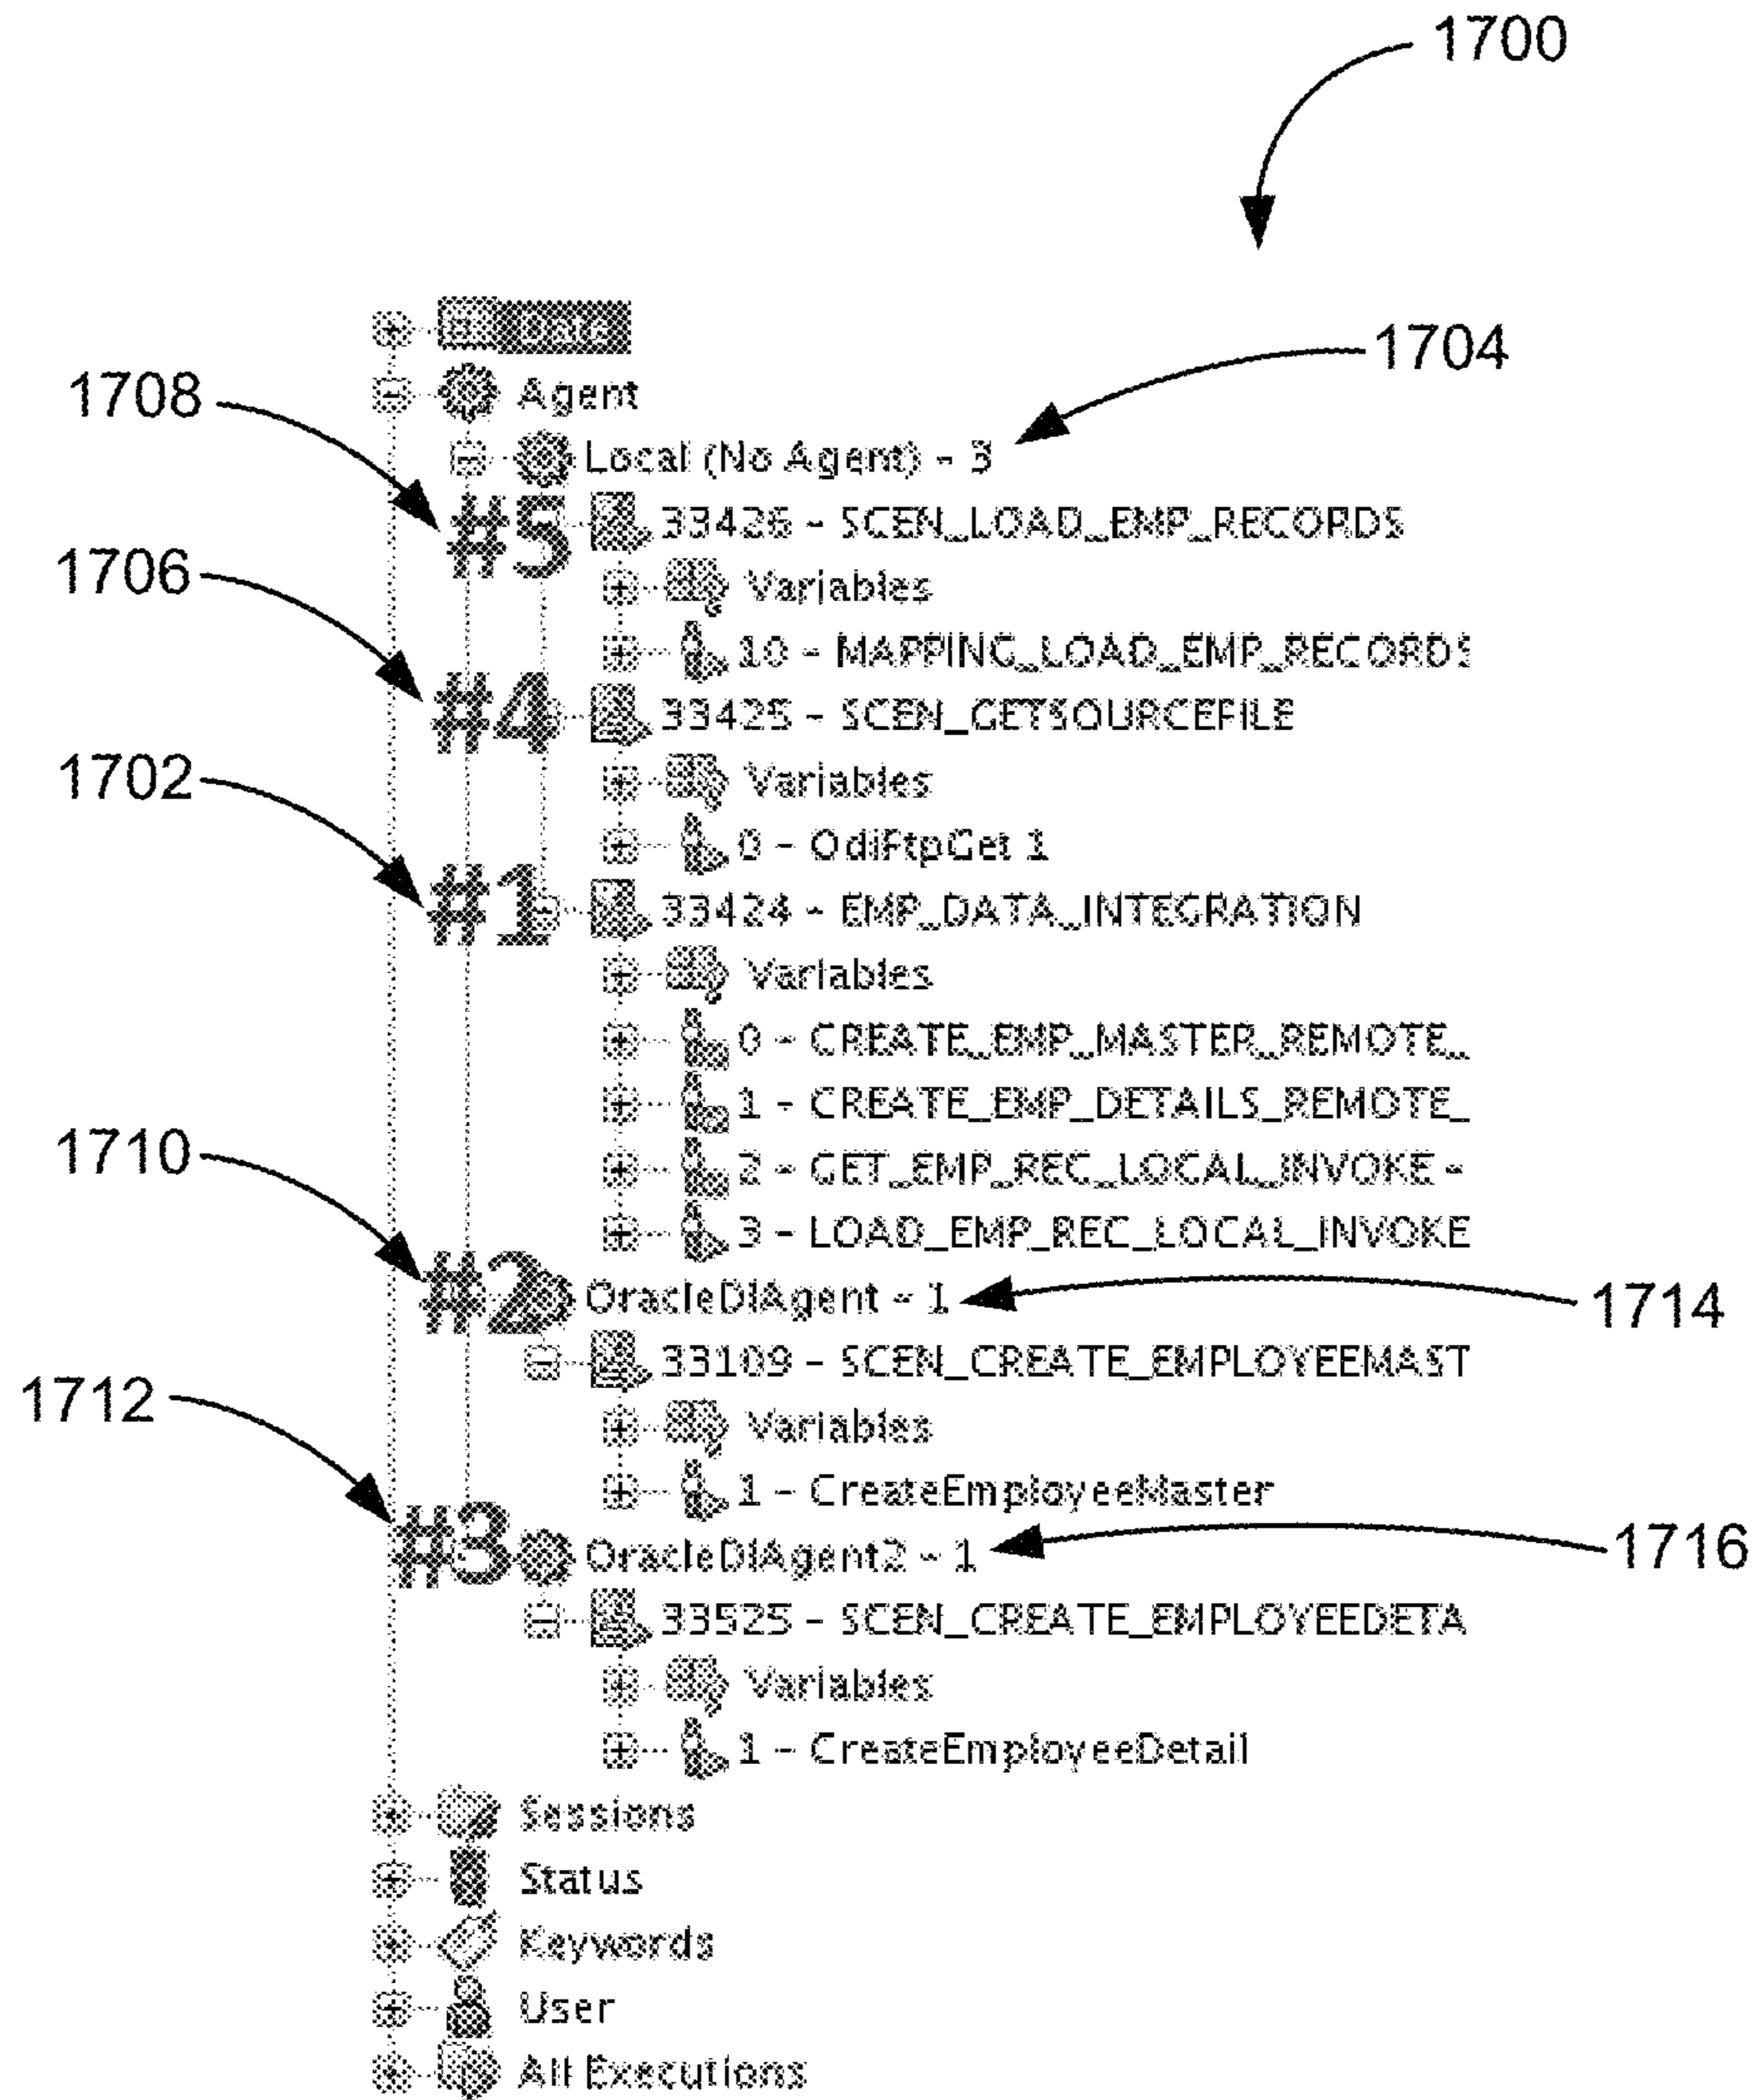 1700
Date
1704
1708
Agent
Local (No Agent) - 3
#5
33426 - SCEN_LOAD_EMP_RECORDS
1706
Variables
10 - MAPPING_LOAD_EMP_RECORDS
#4
33425 - SCEN_GETSOURCEFILE
1702
Variables
0 - OdiFtpGet 1
#1
33424 - EMP_DATA_INTEGRATION
Variables
0 - CREATE_EMP_MASTER_REMOTE_
1 - CREATE_EMP_DETAILS_REMOTE_
1710
2 - GET_EMP_REC_LOCAL_INVOKE -
3 - LOAD_EMP_REC_LOCAL_INVOKE
#2
OracleDIAgent - 1
1714
33109 - SCEN_CREATE_EMPLOYEEMAST
1712
Variables
1 - CreateEmployeeMaster
#3
OracleDIAgent2 - 1
1716
33525 - SCEN_CREATE_EMPLOYEEDETA
Variables
1 - CreateEmployeeDetail
Sessions
Status
Keywords
User
All Executions